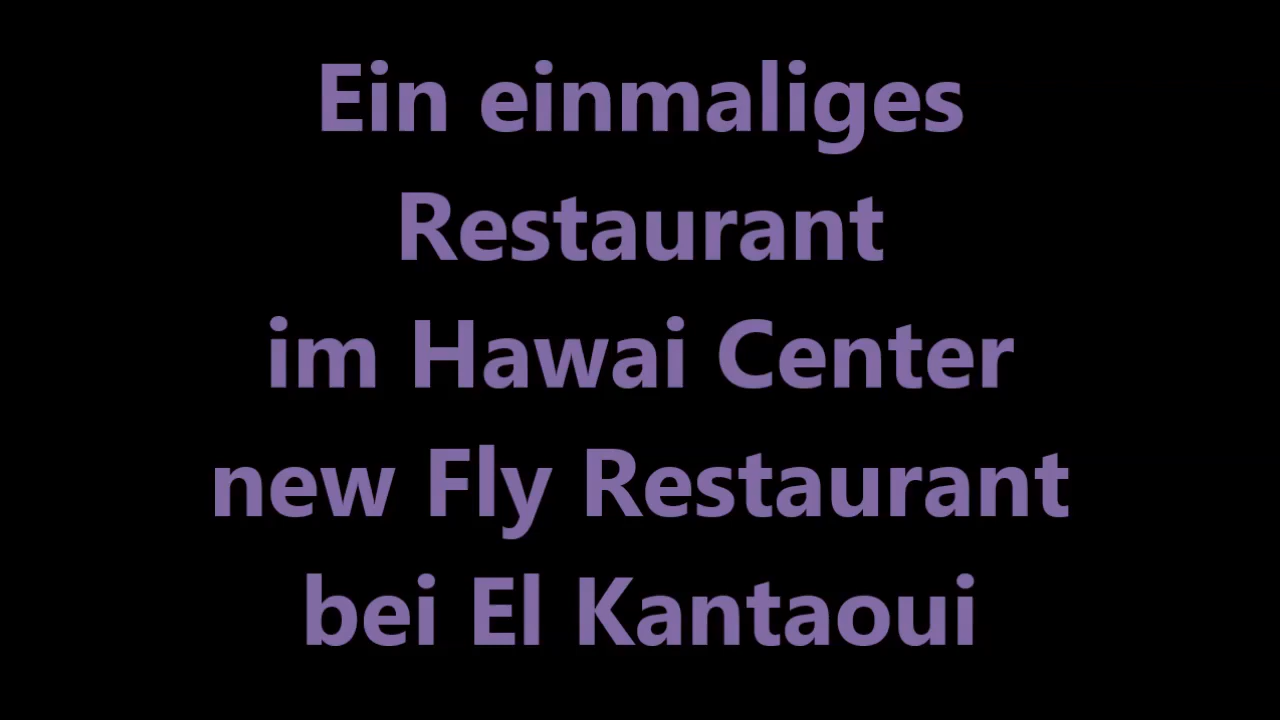 Ein einmaliges
Restaurant
im Hawai Center
new Fly Restaurant
bei El Kantaoui